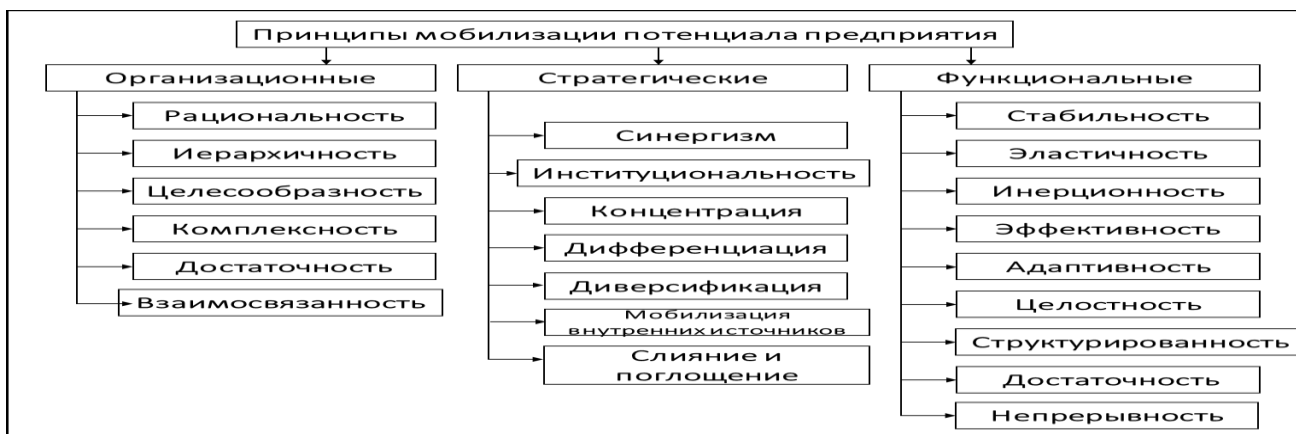 Принципы мобилизации потенциала предприятия
Организационные
Рациональность
Иерархичность
Целесообразность
Комплексность
Достаточность
Взаимосвязанность
Стратегические
Синергизм
Институциональность
Концентрация
Дифференциация
Диверсификация
Мобилизация
внутренних источников
Слияние и
поглощение
Функциональные
Стабильность
Эластичность
Инерционность
Эффективность
Адаптивность
Целостность
Структурированность
Достаточность
Непрерывность